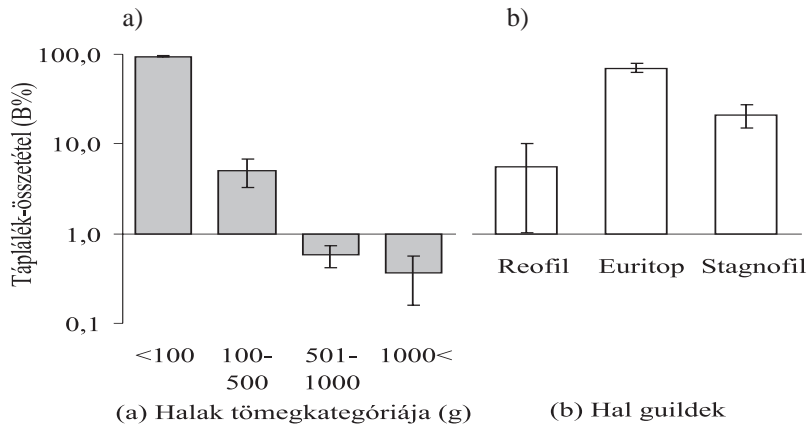 a)
b)
Táplálék-összetétel (B%)
100,0
10,0
1,0
0,1
<100
100-
500
501-
1000
1000<
Reofil
Euritop
Stagnofil
(a) Halak tömegkategóriája (g)
(b) Hal guildek